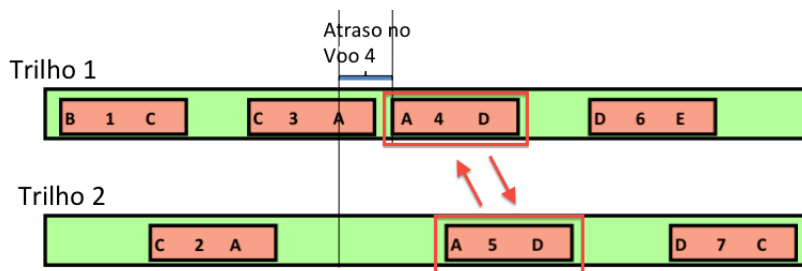 Atraso no
Voo 4
Trilho 1
B 1 C C 3 A A 4 D D 6 E
Trilho 2
C 2 A A 5 D D 7 C